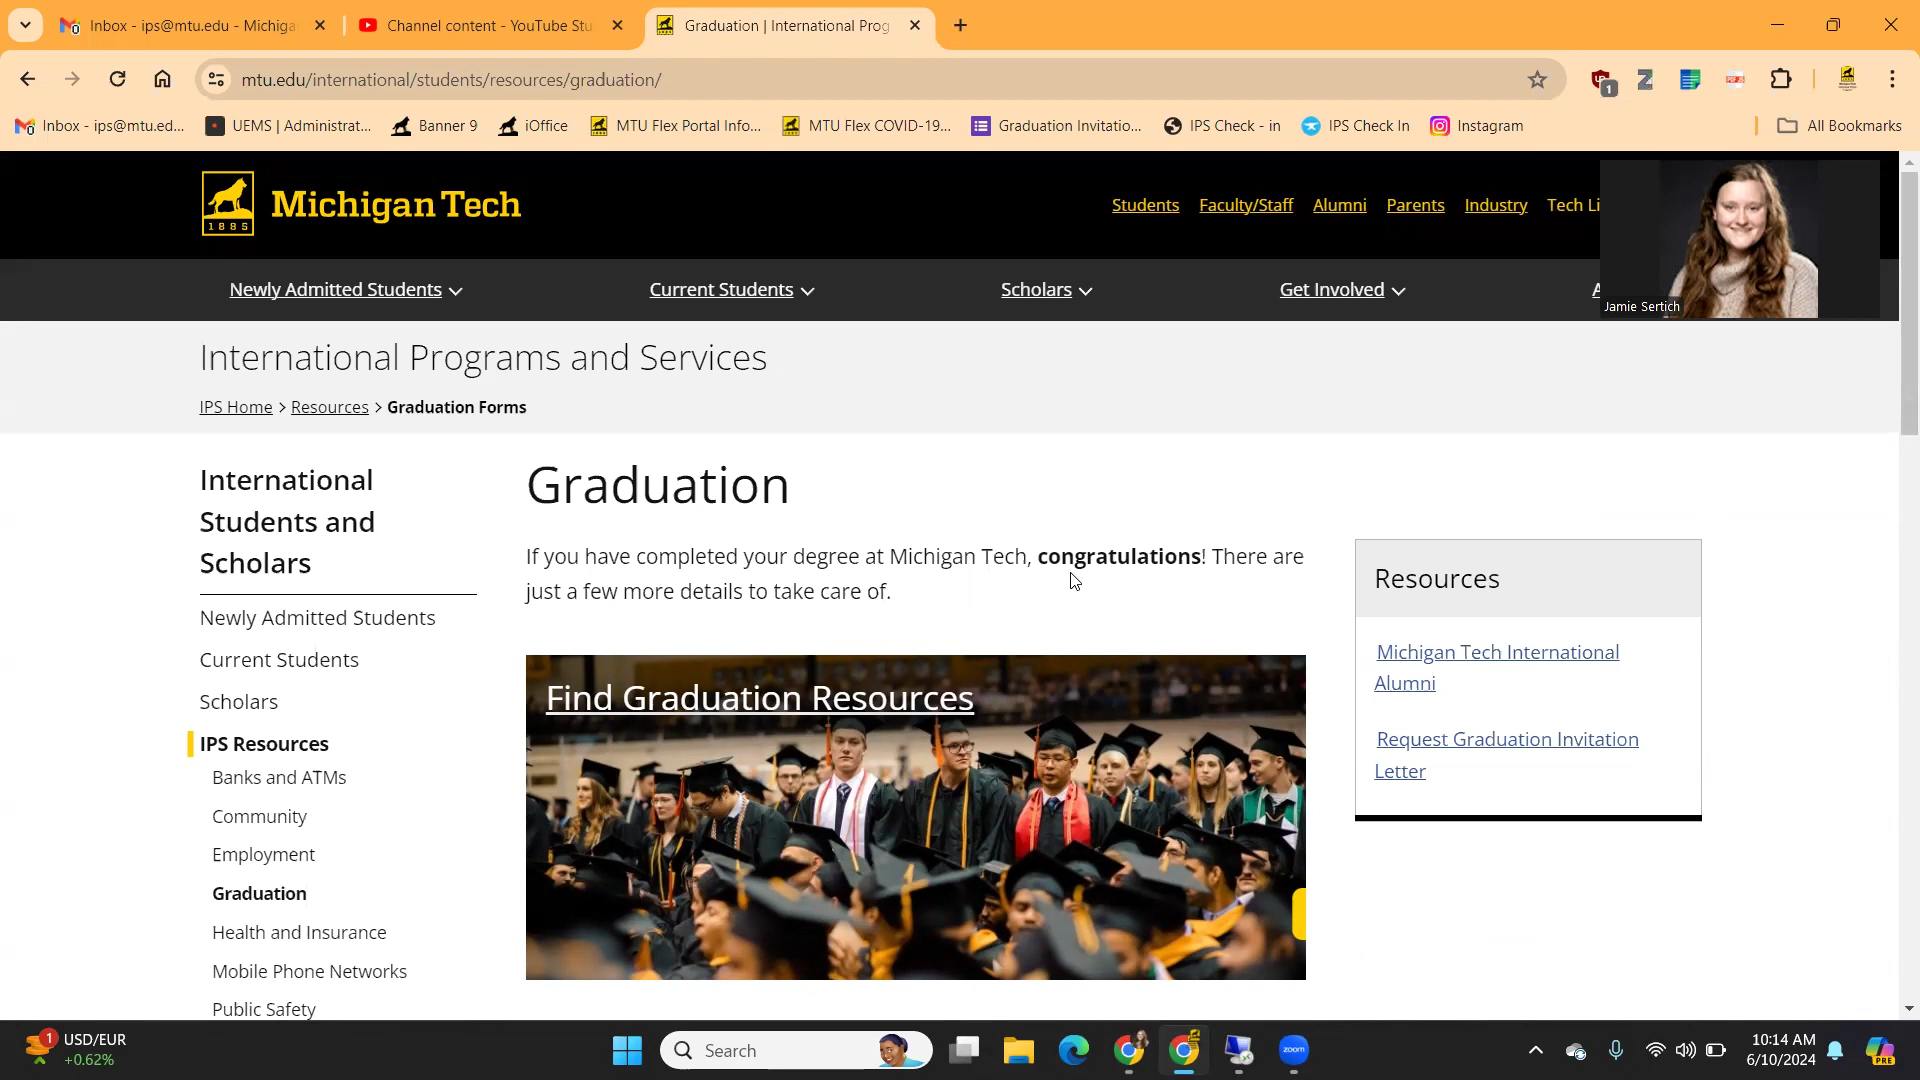 Inbox - ips@mtu.edu - Michiga
Channel content - YouTube Stu
Graduation | International Prog
mtu.edu/international/students/resources/graduation/
1
Inbox - ips@mtu.ed...
UEMS | Administrat...
Banner 9
iOffice
MTU Flex Portal Info...
MTU Flex COVID-19...
Graduation Invitatio...
IPS Check - in
IPS Check In
Instagram
All Bookmarks
1885
Michigan Tech
Students
Faculty/Staff
Alumni
Parents
Industry
Tech Li
Newly Admitted Students
Current Students
Scholars
Get Involved
A
Jamie Sertich
International Programs and Services
IPS Home > Resources > Graduation Forms
International
Students and
Scholars
Newly Admitted Students
Current Students
Scholars
IPS Resources
Banks and ATMs
Community
Employment
Graduation
Health and Insurance
Mobile Phone Networks
Public Safety
Graduation
If you have completed your degree at Michigan Tech, congratulations! There are
just a few more details to take care of.
Find Graduation Resources
Resources
Michigan Tech International
Alumni
Request Graduation Invitation
Letter
1
USD/EUR
+0.62%
Search
zoom
10:14 AM
6/10/2024
PRE